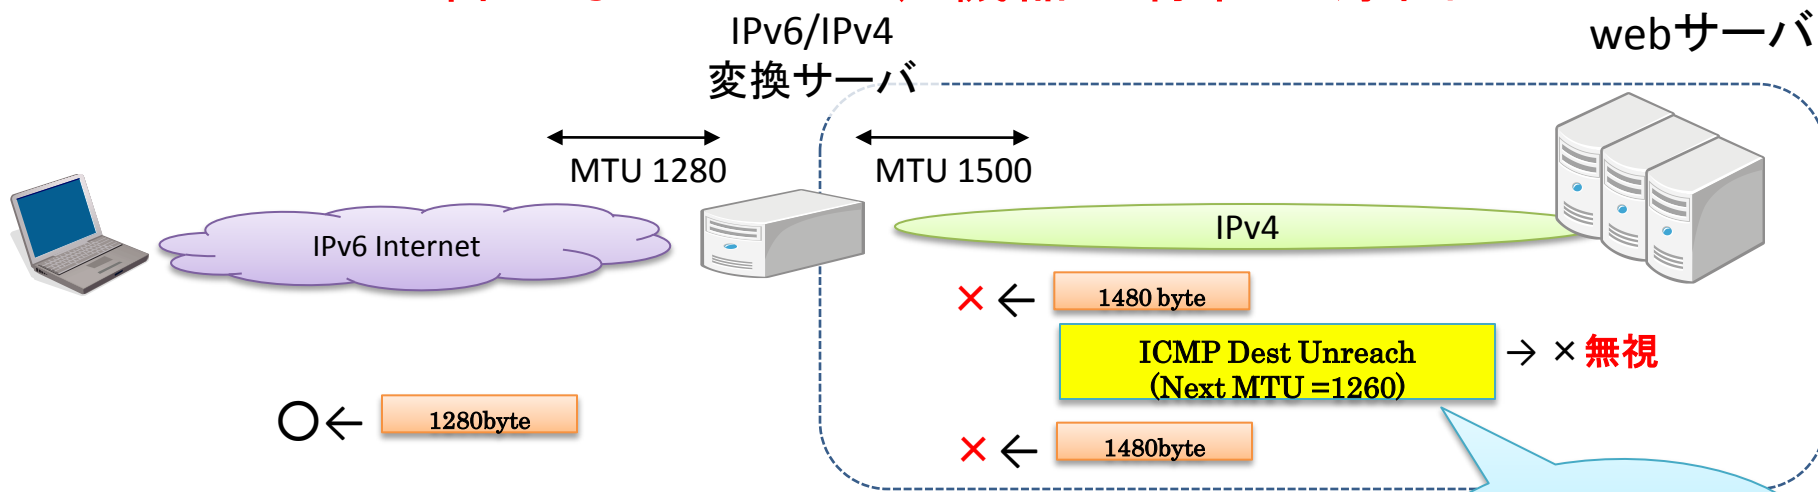 IPv6/IPv4
変換サーバ
webサーバ
MTU 1280
MTU 1500
IPv6 Internet
IPv4
× ← 1480 byte
ICMP Dest Unreach
(Next MTU =1260)
→ × 無視
○← 1280byte
× ← 1480byte